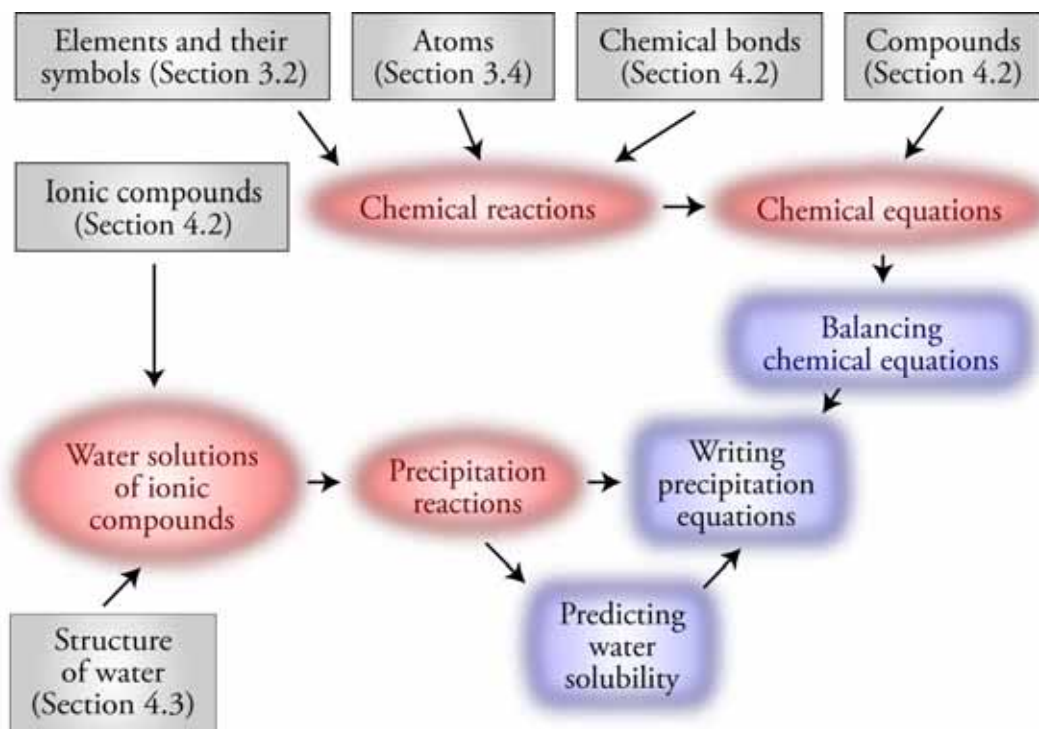 Elements and their
symbols (Section 3.2)
Atoms
(Section 3.4)
Chemical bonds
(Section 4.2)
Compounds
(Section 4.2)
Ionic compounds
(Section 4.2)
Chemical reactions
Chemical equations
Balancing
chemical equations
Water solutions
of ionic
compounds
Precipitation
reactions
Writing
precipitation
equations
Predicting
water
solubility
Structure
of water
(Section 4.3)